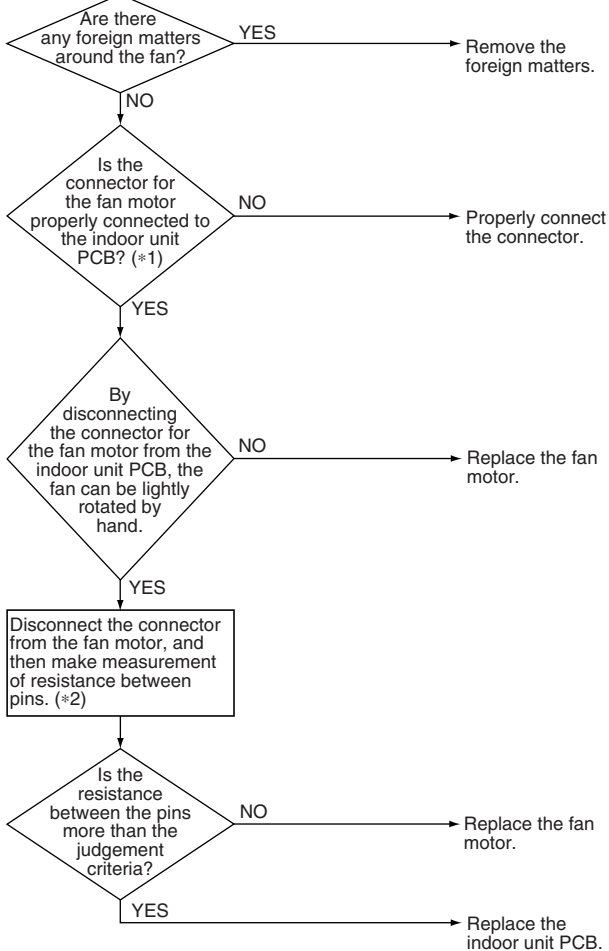 Are there
any foreign matters
around the fan?
YES
Remove the
foreign matters.
NO
Is the
connector for
the fan motor
properly connected to
the indoor unit
PCB? (*1)
NO
Properly connect
the connector.
YES
By
disconnecting
the connector for
the fan motor from the
indoor unit PCB, the
fan can be lightly
rotated by
hand.
NO
Replace the fan
motor.
YES
Disconnect the connector
from the fan motor, and
then make measurement
of resistance between
pins. (*2)
Is the
resistance
between the pins
more than the
judgement
criteria?
NO
Replace the fan
motor.
YES
Replace the
indoor unit PCB.